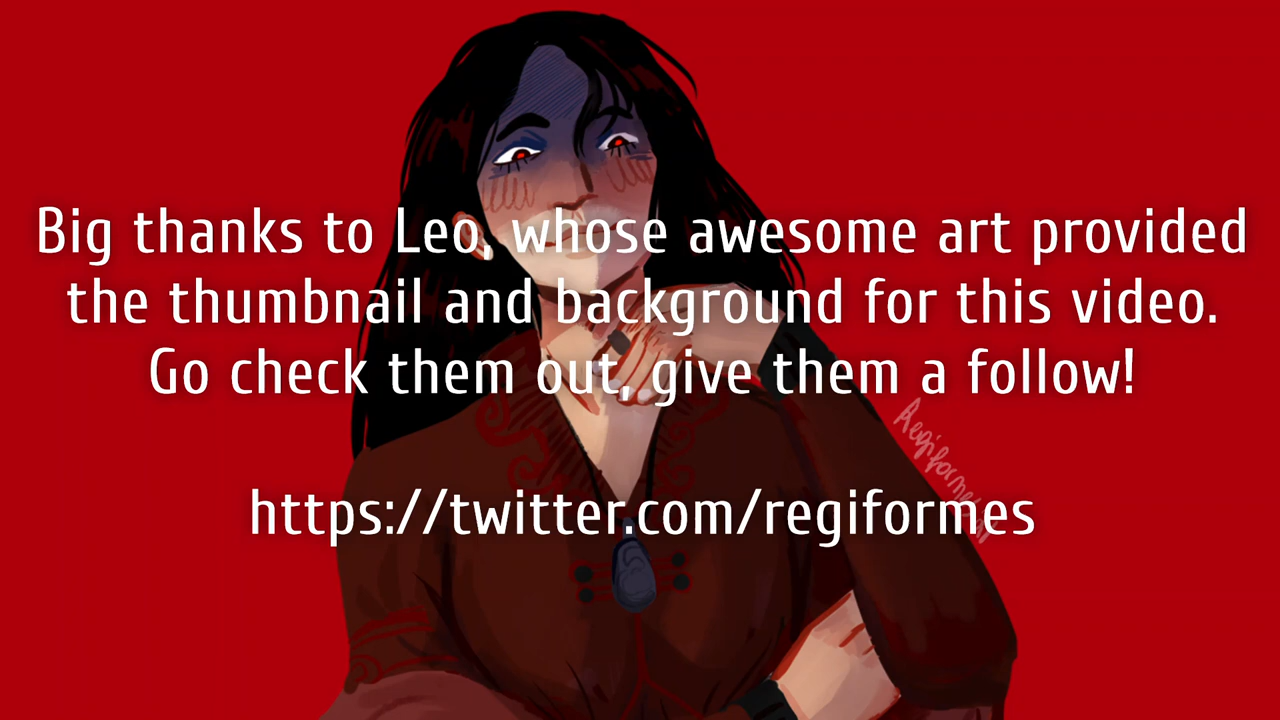 Big thanks to Leo, whose awesome art provided
the thumbnail and background for this video.
Go check them out, give them a follow!
https://twitter.com/regiformes